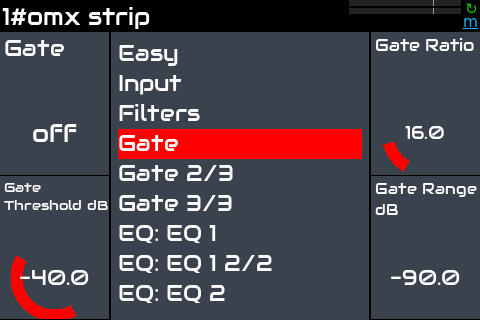 1#omx strip
m
Gate
off
Gate
Threshold dB
-40.0
Easy
Input
Filters
Gate
Gate 2/3
Gate 3/3
EQ: EQ 1
EQ: EQ 1 2/2
EQ: EQ 2
Gate Ratio
16.0
Gate Range
dB
-90.0